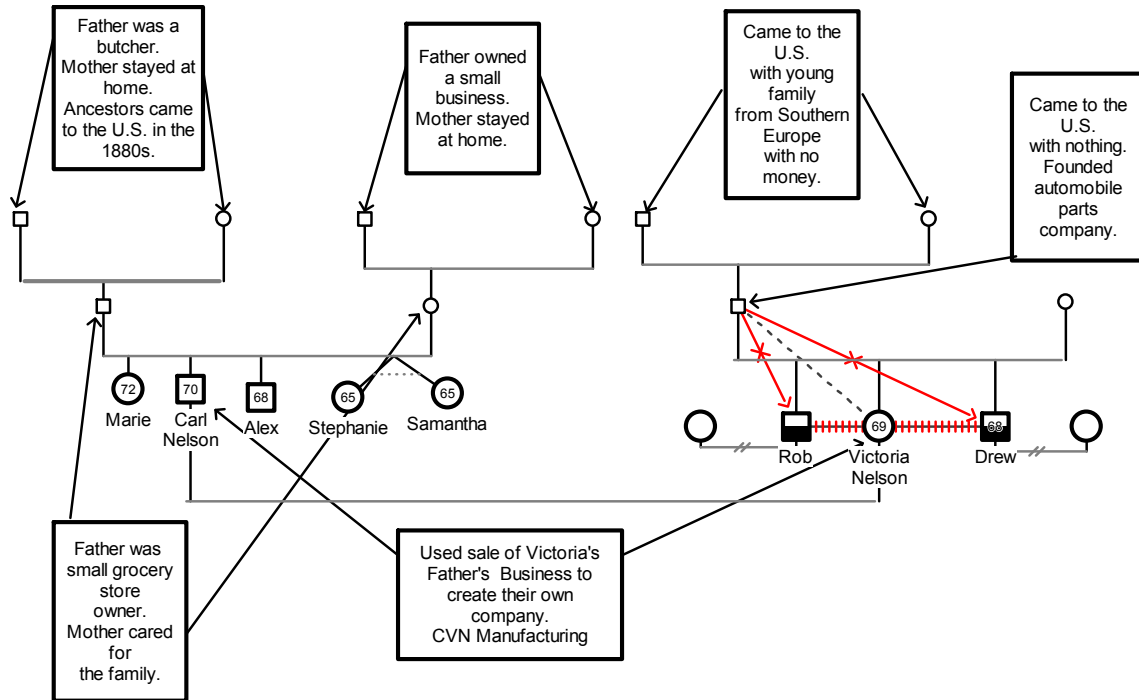 Father was a
butcher.
Mother stayed at
home.
Ancestors came
to the U.S. in the
1880s.
Father owned
a small
business.
Mother stayed
at home.
Came to the
U.S.
with young
family
from Southern
Europe
with no
money.
Came to the
U.S.
with nothing.
Founded
automobile
parts
company.
72
Marie
70
Carl
Nelson
68
Alex
65
Stephanie
65
Samantha
Rob
69
Victoria
Nelson
68
Drew
Father was
small grocery
store
owner.
Mother cared
for
the family.
Used sale of Victoria's
Father's Business to
create their own
company.
CVN Manufacturing